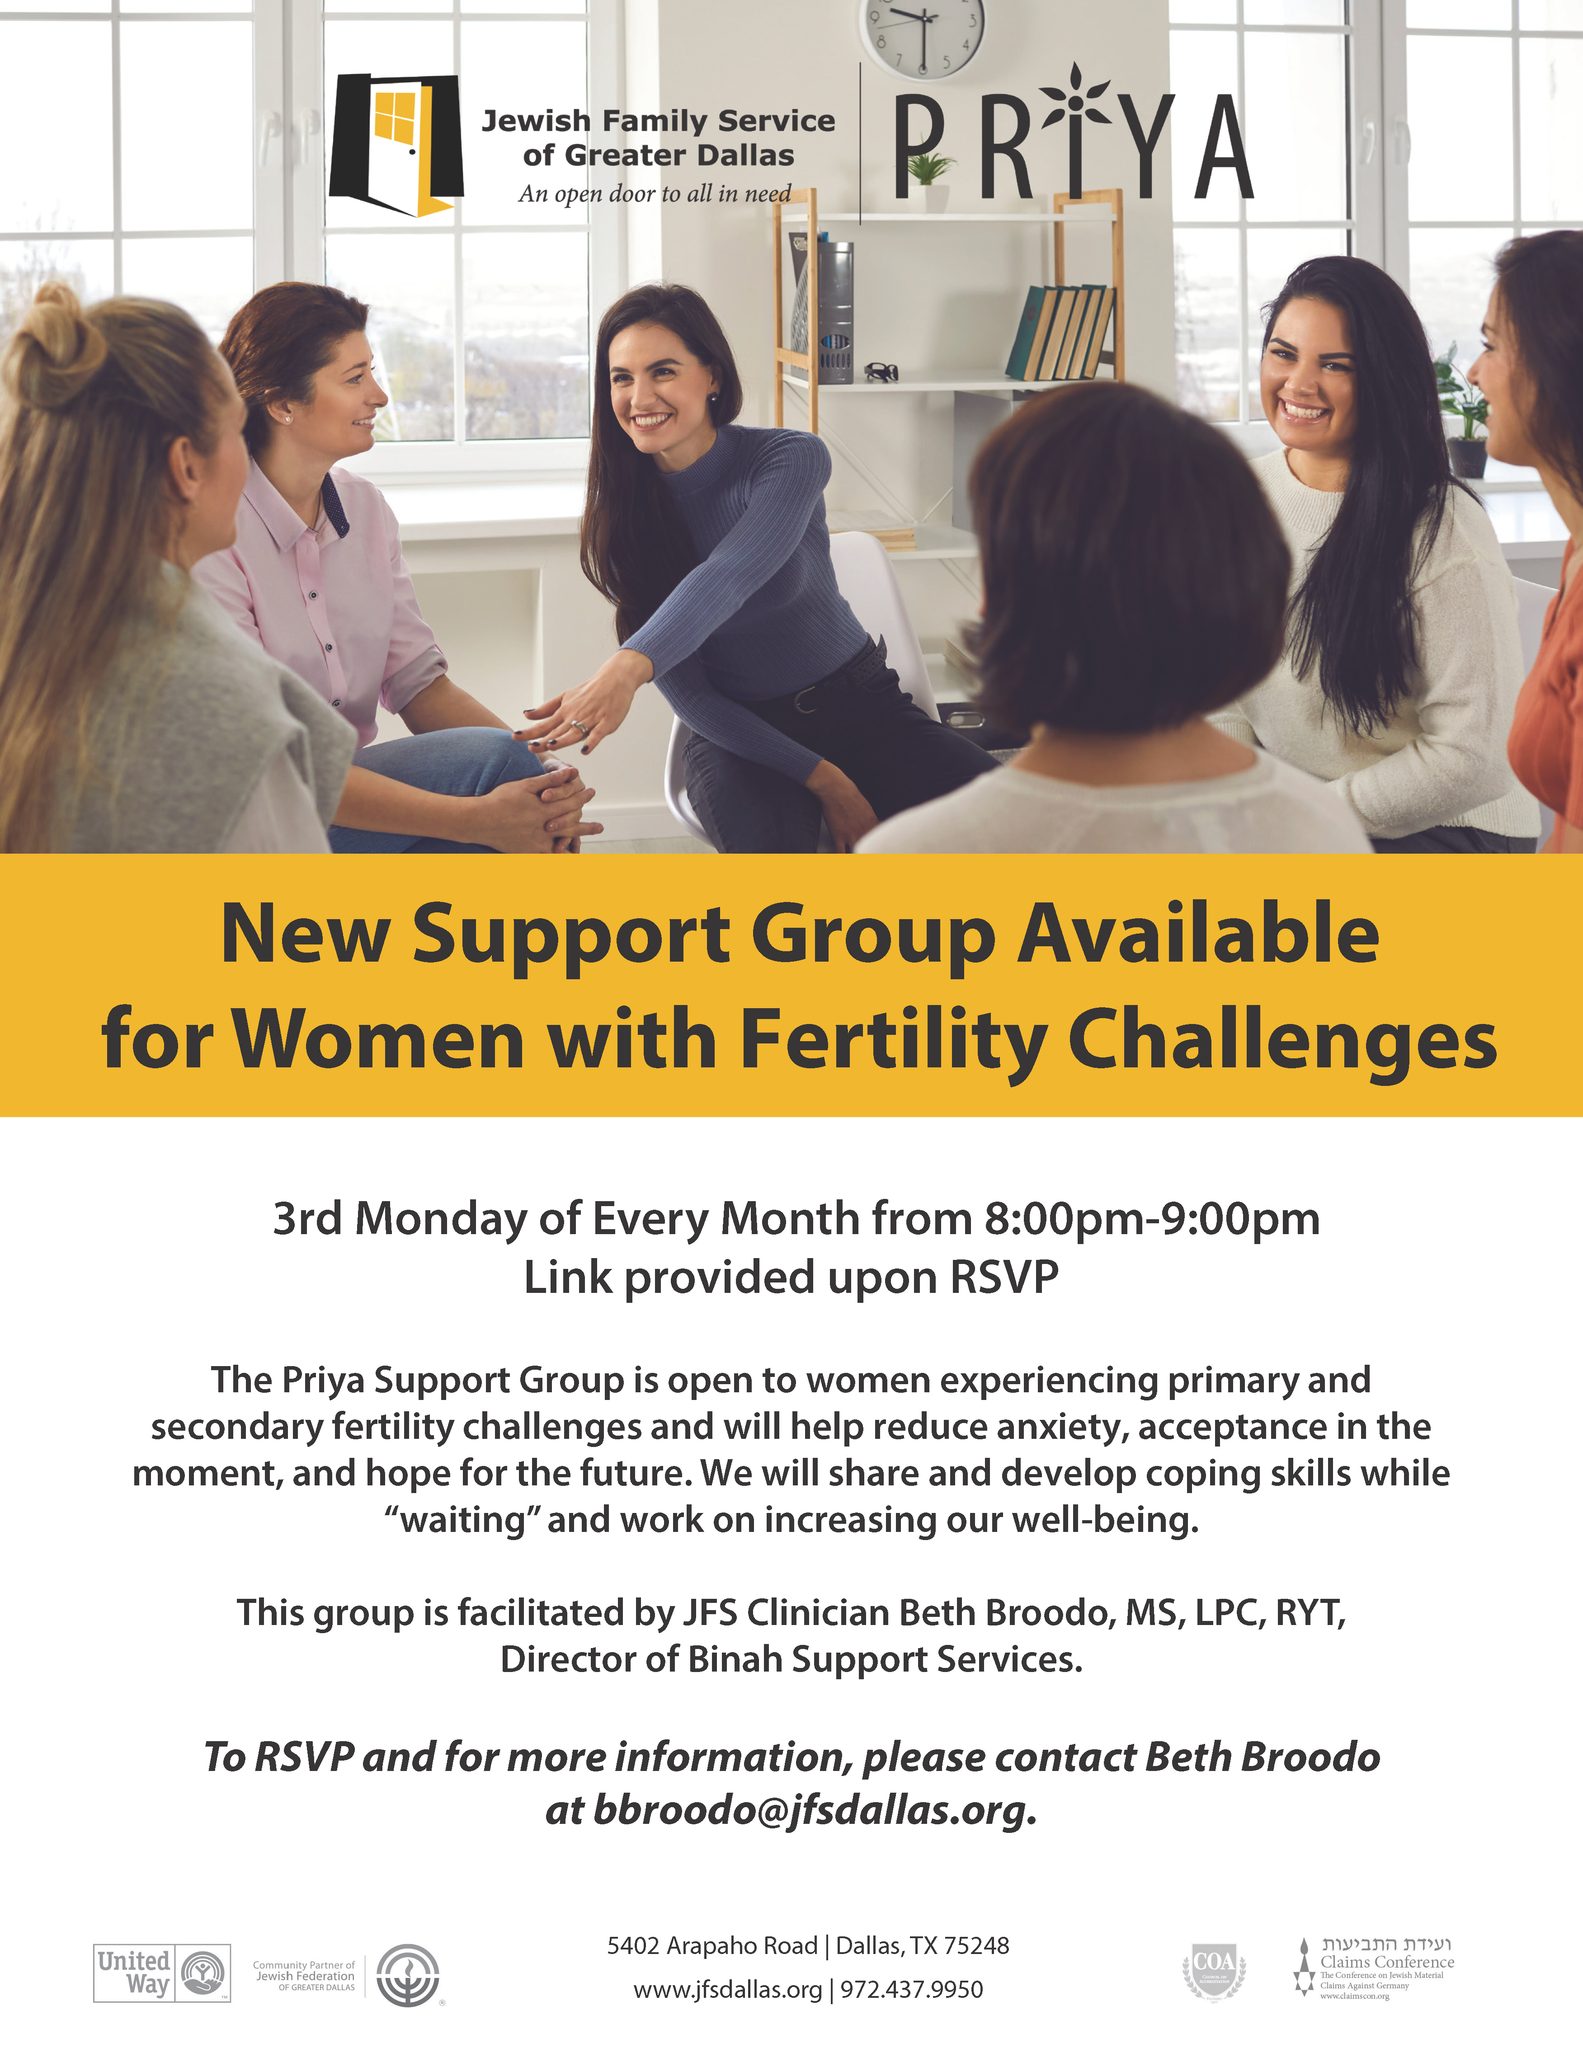 Jewish Family Service
of Greater Dallas
An open door to all in need
PRIYA
New Support Group Available
for Women with Fertility Challenges
3rd Monday of Every Month from 8:00pm-9:00pm
Link provided upon RSVP
The Priya Support Group is open to women experiencing primary and
secondary fertility challenges and will help reduce anxiety, acceptance in the
moment, and hope for the future. We will share and develop coping skills while
“waiting” and work on increasing our well-being.
This group is facilitated by JFS Clinician Beth Broodo, MS, LPC, RYT,
Director of Binah Support Services.
To RSVP and for more information, please contact Beth Broodo
at bbroodo@jfsdallas.org.
United
Way
Community Partner of
Jewish Federation
OF GREATER DALLAS
5402 Arapaho Road | Dallas, TX 75248
www.jfsdallas.org | 972.437.9950
COA
ועידת התביעות
Claims Conference
The Conference on Jewish Material
Claims Against Germany
www.claimscon.org